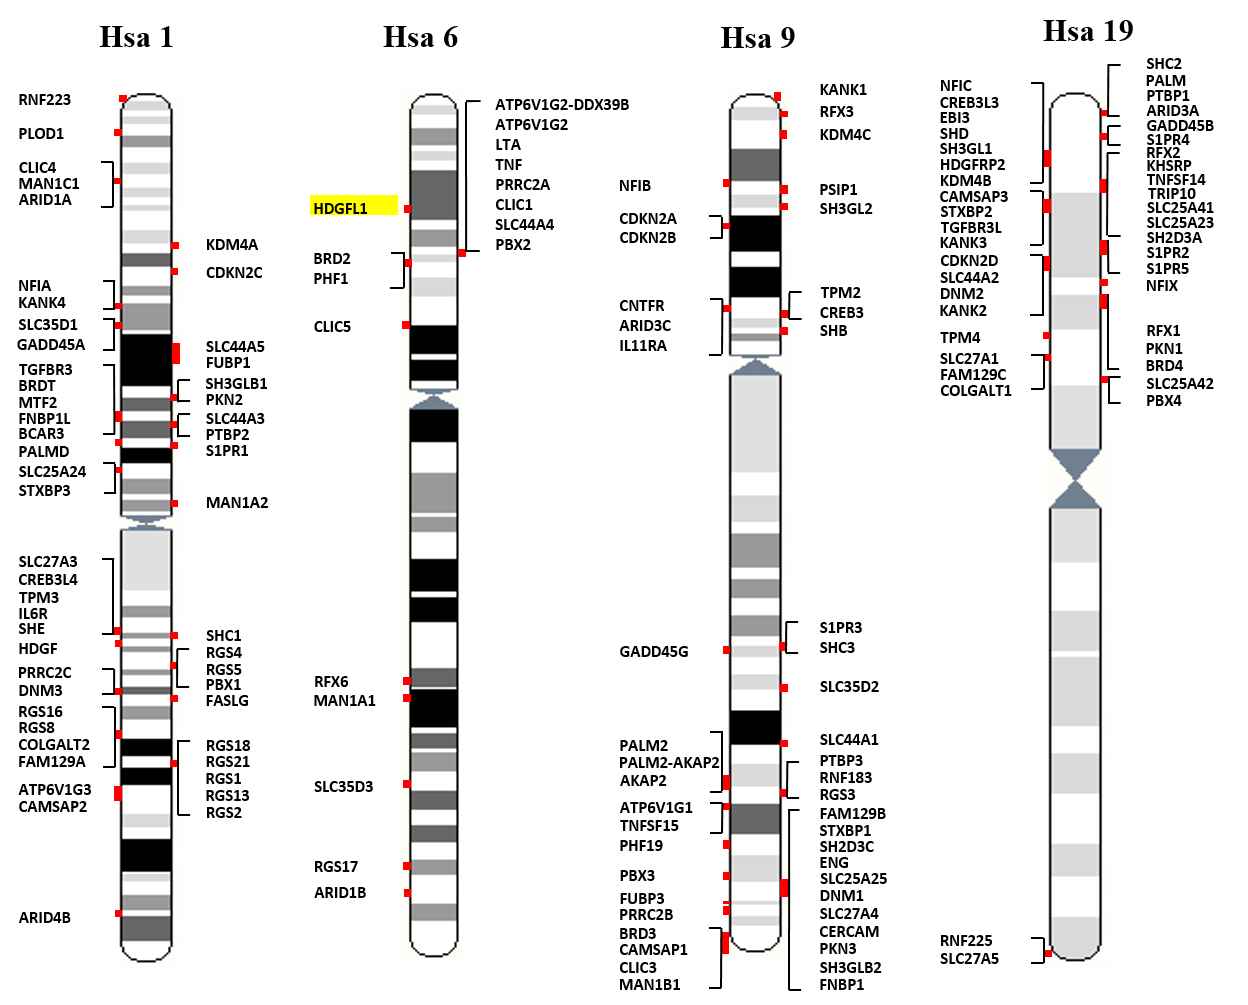 Hsa 1
RNF223
PLOD1
CLIC4
MAN1C1
ARID1A
NFIA
KANK4
SLC35D1
GADD45A
TGFBR3
BRDT
MTF2
FNBP1L
BCAR3
PALMD
SLC25A24
STXBP3
SLC27A3
CREB3L4
TPM3
IL6R
SHE
HDGF
PRRC2C
DNM3
RGS16
RGS8
COLGALT2
FAM129A
ATP6V1G3
CAMSAP2
ARID4B
KDM4A
CDKN2C
SLC44A5
FUBP1
SH3GLB1
PKN2
SLC44A3
PTBP2
S1PR1
MAN1A2
SHC1
RGS4
RGS5
PBX1
FASLG
RGS18
RGS21
RGS1
RGS13
RGS2
Hsa 6
HDGFL1
BRD2
PHF1
CLIC5
RFX6
MAN1A1
SLC35D3
RGS17
ARID1B
ATP6V1G2-DDX39B
ATP6V1G2
LTA
TNF
PRRC2A
CLIC1
SLC44A4
PBX2
Hsa 9
NFIB
CDKN2A
CDKN2B
CNTFR
ARID3C
IL11RA
GADD45G
PALM2
PALM2-AKAP2
AKAP2
ATP6V1G1
TNFSF15
PHF19
PBX3
FUBP3
PRRC2B
BRD3
CAMSAP1
CLIC3
MAN1B1
KANK1
RFX3
KDM4C
PSIP1
SH3GL2
TPM2
CREB3
SHB
S1PR3
SHC3
SLC35D2
SLC44A1
PTBP3
RNF183
RGS3
FAM129B
STXBP1
SH2D3C
ENG
SLC25A25
DNM1
SLC27A4
CERCAM
PKN3
SH3GLB2
FNBP1
Hsa 19
NFIC
CREB3L3
EBI3
SHD
SH3GL1
HDGFRP2
KDM4B
CAMSAP3
STXBP2
TGFBR3L
KANK3
CDKN2D
SLC44A2
DNM2
KANK2
TPM4
SLC27A1
FAM129C
COLGALT1
RNF225
SLC27A5
SHC2
PALM
PTBP1
ARID3A
GADD45B
S1PR4
RFX2
KHSRP
TNFSF14
TRIP10
SLC25A41
SLC25A23
SH2D3A
S1PR2
S1PR5
NFIX
RFX1
PKN1
BRD4
SLC25A42
PBX4